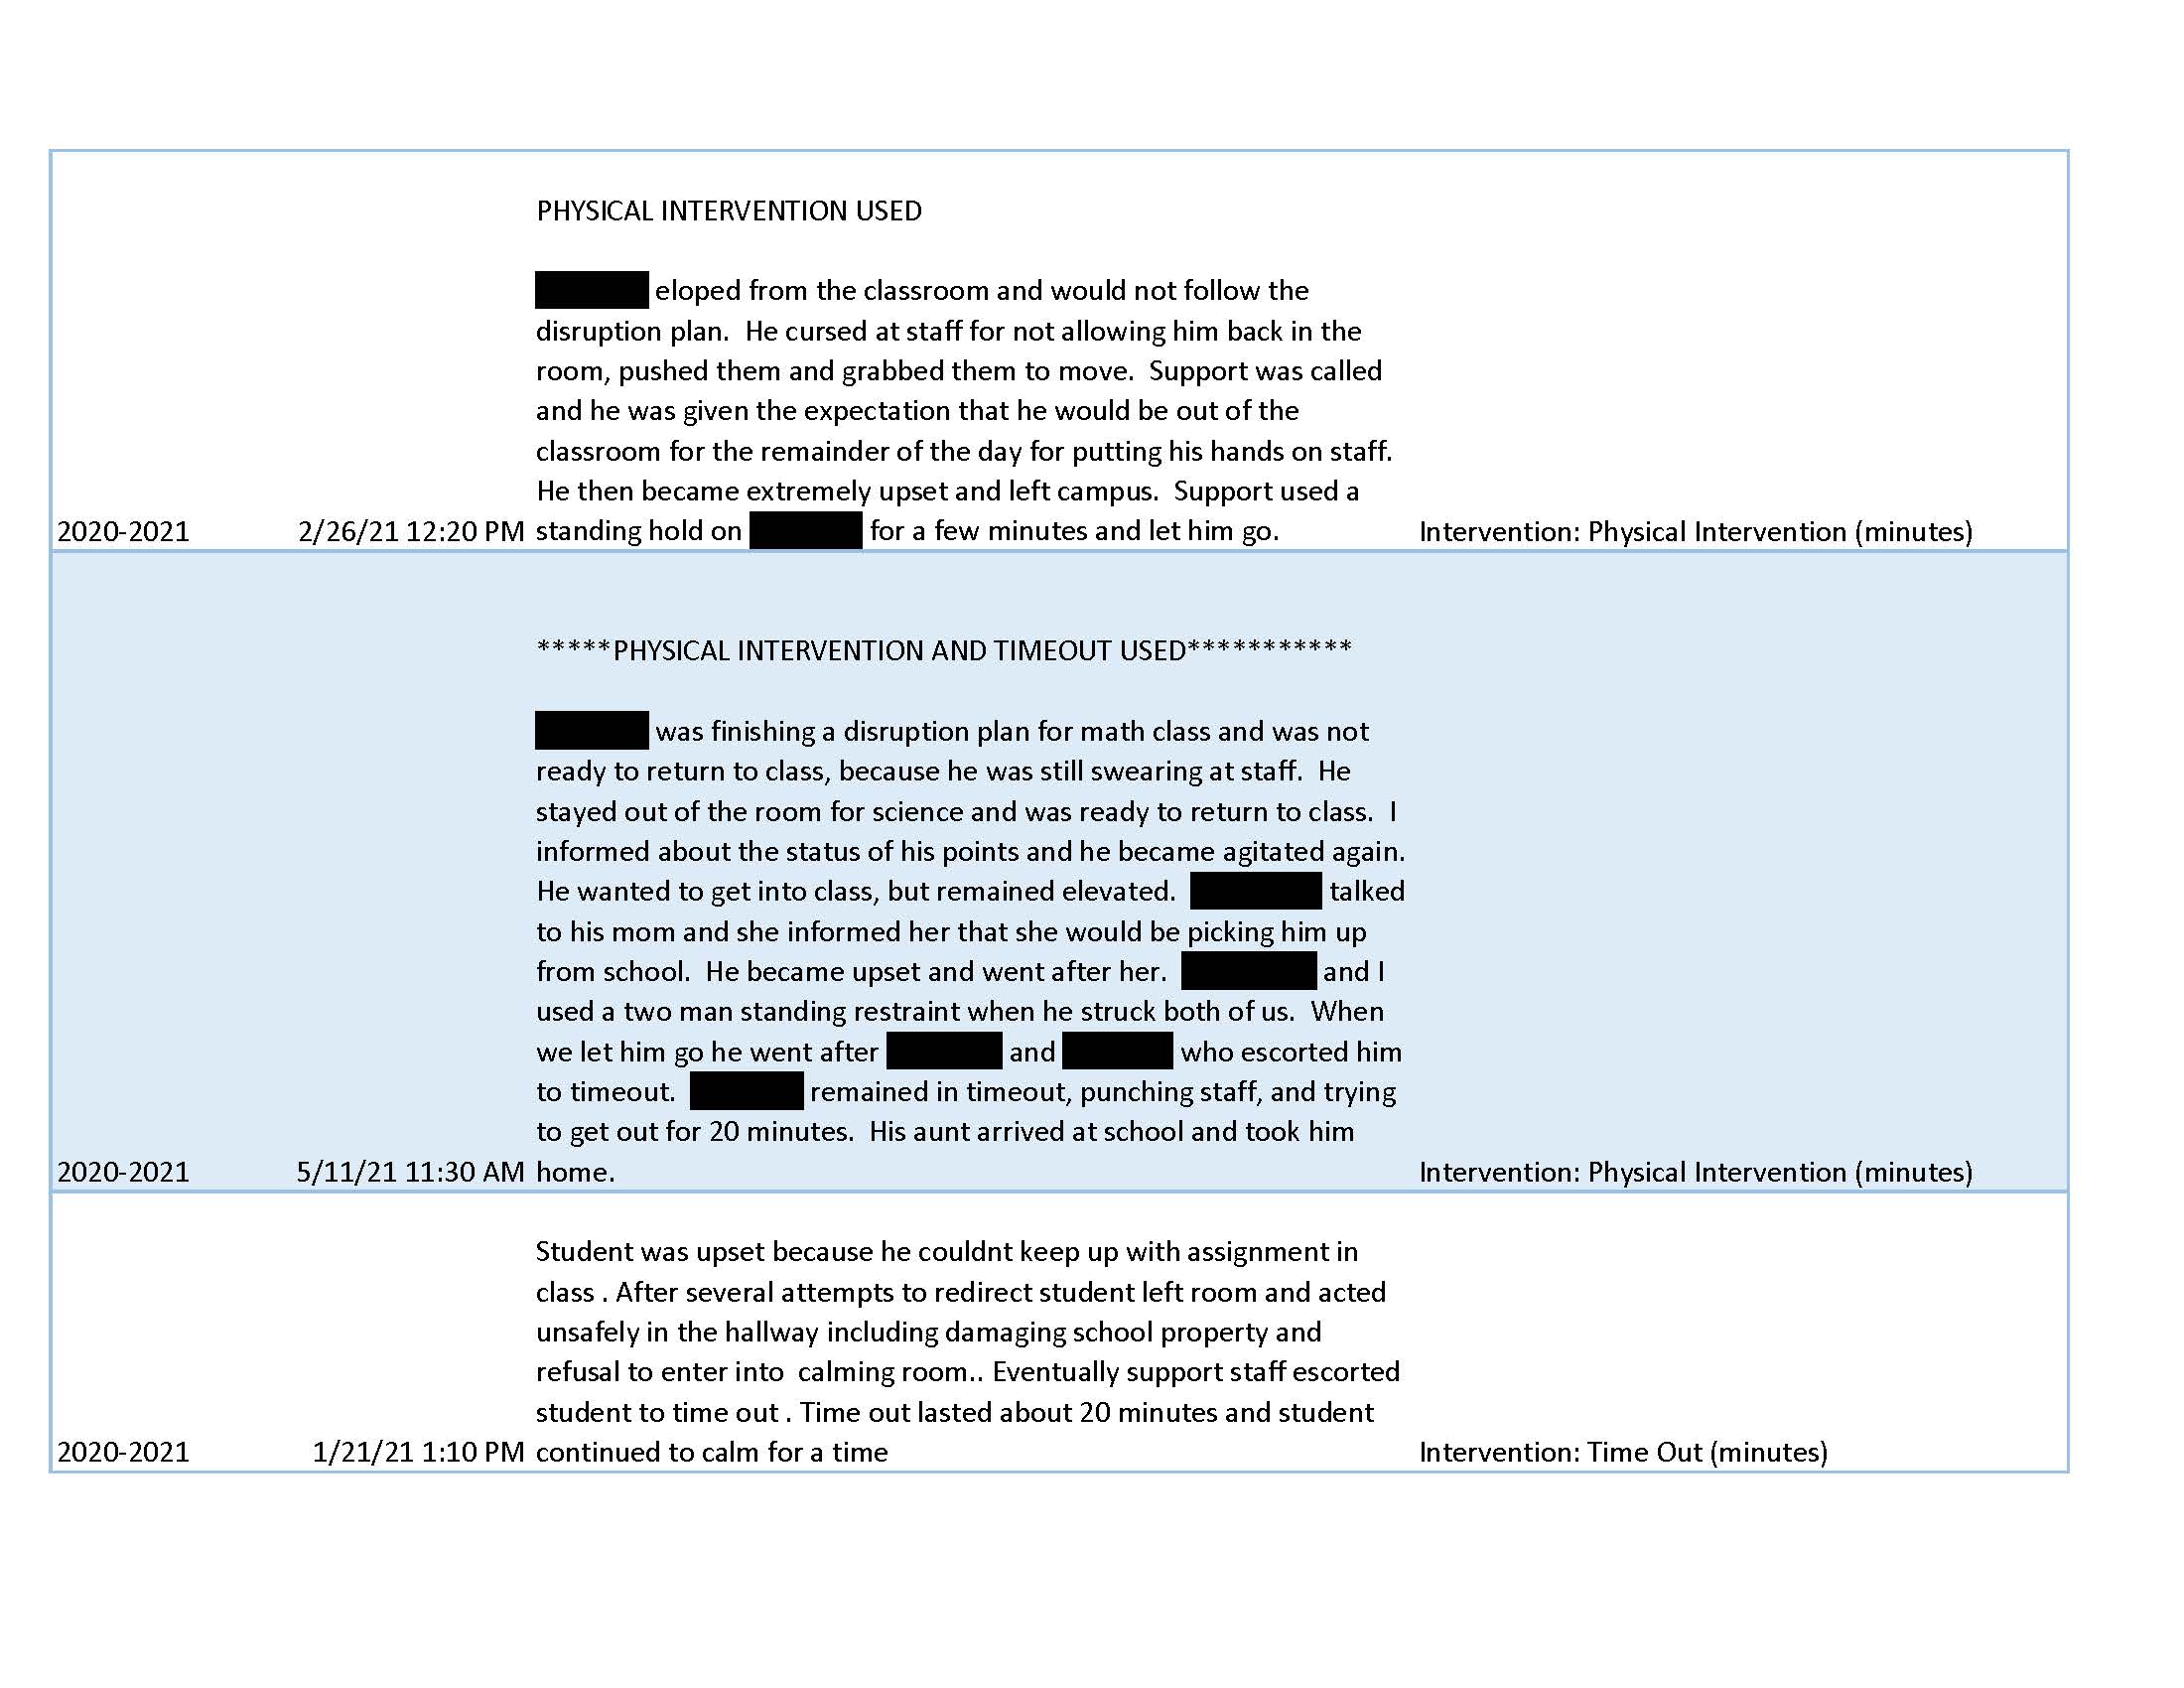 PHYSICAL INTERVENTION USED
eloped from the classroom and would not follow the
disruption plan.  He cursed at staff for not allowing him back in the
room, pushed them and grabbed them to move.  Support was called
and he was given the expectation that he would be out of the
classroom for the remainder of the day for putting his hands on staff.
He then became extremely upset and left campus.  Support used a
2020-2021 2/26/21 12:20 PM standing hold on for a few minutes and let him go. Intervention: Physical Intervention (minutes)
*****PHYSICAL INTERVENTION AND TIMEOUT USED***********
was finishing a disruption plan for math class and was not
ready to return to class, because he was still swearing at staff.  He
stayed out of the room for science and was ready to return to class.  I
informed about the status of his points and he became agitated again.
He wanted to get into class, but remained elevated. talked
to his mom and she informed her that she would be picking him up
from school.  He became upset and went after her. and I
used a two man standing restraint when he struck both of us.  When
we let him go he went after and who escorted him
to timeout. remained in timeout, punching staff, and trying
to get out for 20 minutes.  His aunt arrived at school and took him
2020-2021 5/11/21 11:30 AM home. Intervention: Physical Intervention (minutes)
Student was upset because he couldnt keep up with assignment in
class . After several attempts to redirect student left room and acted
unsafely in the hallway including damaging school property and
refusal to enter into  calming room.. Eventually support staff escorted
student to time out . Time out lasted about 20 minutes and student
2020-2021 1/21/21 1:10 PM continued to calm for a time Intervention: Time Out (minutes)